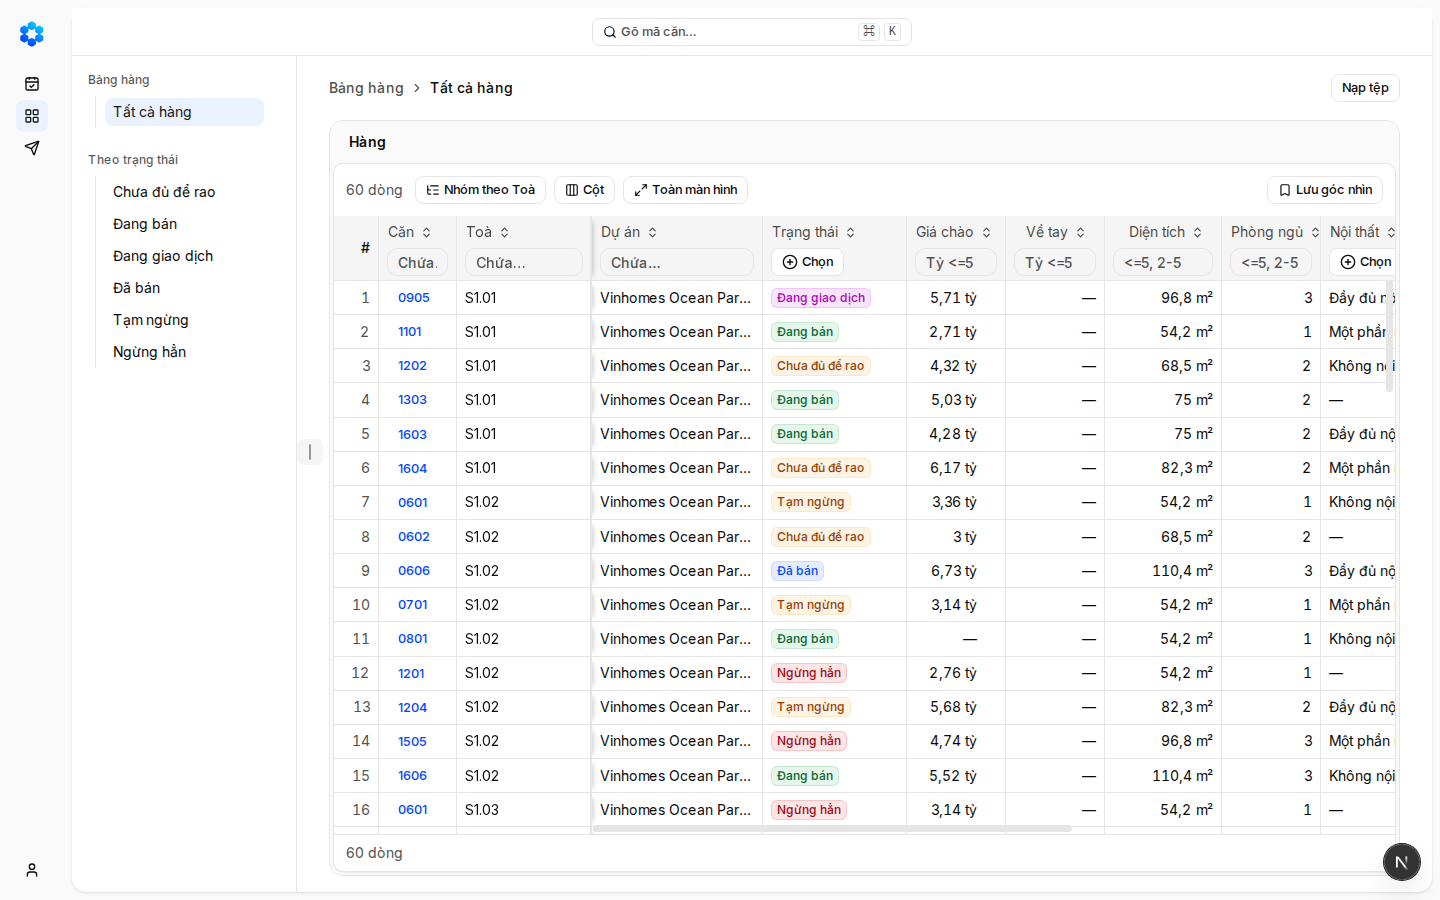 Gõ mã căn... ⌘ K
Bảng hàng
Tất cả hàng
Theo trạng thái
Chưa đủ để rao
Đang bán
Đang giao dịch
Đã bán
Tạm ngừng
Ngừng hẳn
Bảng hàng > Tất cả hàng
Nạp tệp
Hàng
60 dòng Nhóm theo Toà Cột Toàn màn hình Lưu góc nhìn
# Căn Toà Dự án Trạng thái Giá chào Về tay Diện tích Phòng ngủ Nội thất
Chứa. Chứa... Chứa... Chọn Tỷ <=5 Tỷ <=5 <=5, 2-5 <=5, 2-5 Chọn
1 0905 S1.01 Vinhomes Ocean Par... Đang giao dịch 5,71 tỷ — 96,8 m² 3 Đầy đủ nộ
2 1101 S1.01 Vinhomes Ocean Par... Đang bán 2,71 tỷ — 54,2 m² 1 Một phần
3 1202 S1.01 Vinhomes Ocean Par... Chưa đủ để rao 4,32 tỷ — 68,5 m² 2 Không nội
4 1303 S1.01 Vinhomes Ocean Par... Đang bán 5,03 tỷ — 75 m² 2 —
5 1603 S1.01 Vinhomes Ocean Par... Đang bán 4,28 tỷ — 75 m² 2 Đầy đủ nộ
6 1604 S1.01 Vinhomes Ocean Par... Chưa đủ để rao 6,17 tỷ — 82,3 m² 2 Một phần
7 0601 S1.02 Vinhomes Ocean Par... Tạm ngừng 3,36 tỷ — 54,2 m² 1 Không nội
8 0602 S1.02 Vinhomes Ocean Par... Chưa đủ để rao 3 tỷ — 68,5 m² 2 —
9 0606 S1.02 Vinhomes Ocean Par... Đã bán 6,73 tỷ — 110,4 m² 3 Đầy đủ nộ
10 0701 S1.02 Vinhomes Ocean Par... Tạm ngừng 3,14 tỷ — 54,2 m² 1 Một phần
11 0801 S1.02 Vinhomes Ocean Par... Đang bán — — 54,2 m² 1 Không nội
12 1201 S1.02 Vinhomes Ocean Par... Ngừng hẳn 2,76 tỷ — 54,2 m² 1 —
13 1204 S1.02 Vinhomes Ocean Par... Tạm ngừng 5,68 tỷ — 82,3 m² 2 Đầy đủ nộ
14 1505 S1.02 Vinhomes Ocean Par... Ngừng hẳn 4,74 tỷ — 96,8 m² 3 Một phần
15 1606 S1.02 Vinhomes Ocean Par... Đang bán 5,52 tỷ — 110,4 m² 3 Không nội
16 0601 S1.03 Vinhomes Ocean Par... Ngừng hẳn 3,14 tỷ — 54,2 m² 1 —
60 dòng